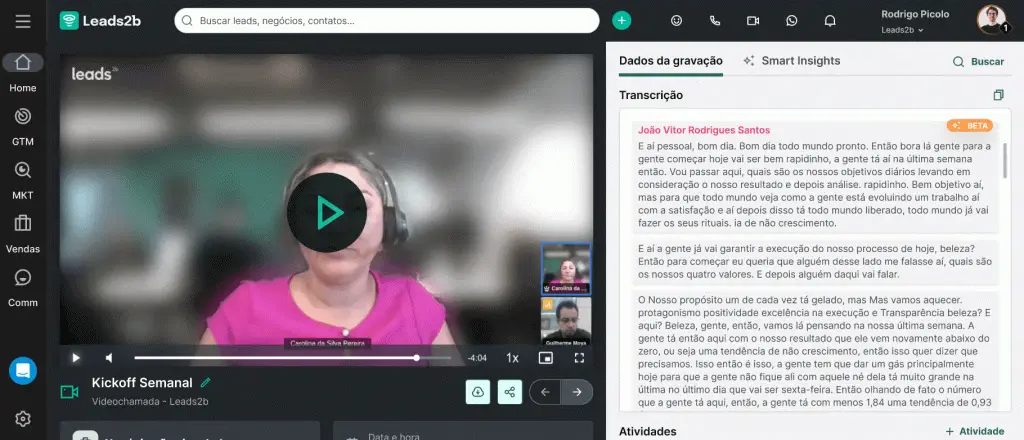 Leads2b
Buscar leads, negócios, contatos...
Rodrigo Picolo
Leads2b
1
Home
GTM
MKT
Vendas
Comm
leads2b
Carolina da ...
Guilherme Moya
Carolina da Silva Pereira
-4:04
1x
Kickoff Semanal
Videochamada - Leads2b
Data e hora
Dados da gravação
Smart Insights
Buscar
Transcrição
BETA
João Vitor Rodrigues Santos
E aí pessoal, bom dia. Bom dia todo mundo pronto. Então bora lá gente para a
gente começar hoje vai ser bem rapidinho, a gente tá aí na última semana
então. Vou passar aqui, quais são os nossos objetivos diários levando em
consideração o nosso resultado e depois análise. rapidinho. Bem objetivo aí,
mas para que todo mundo veja como a gente está evoluindo um trabalho aí
com a satisfação e aí depois disso tá todo mundo liberado, todo mundo já vai
fazer os seus rituais. ia de não crescimento.
E aí a gente já vai garantir a execução do nosso processo de hoje, beleza?
Então para começar eu queria que alguém desse lado me falasse aí, quais são
os nossos quatro valores. E depois alguém daqui vai falar.
O Nosso propósito um de cada vez tá gelado, mas Mas vamos aquecer.
protagonismo positividade excelência na execução e Transparência beleza? E
aqui? Beleza, gente, então, vamos lá pensando na nossa última semana. A
gente tá então aqui com o nosso resultado que ele vem novamente abaixo do
zero, ou seja uma tendência de não crescimento, então isso quer dizer que
precisamos. Isso então é isso, a gente tem que dar um gás principalmente
hoje para que a gente não fique ali com aquele né dela tá muito grande na
última no último dia que vai ser sexta-feira. Então olhando de fato o número
que a gente tá aqui, então, a gente tá com menos 1,84 uma tendência de 0,93
Atividades
+ Atividade